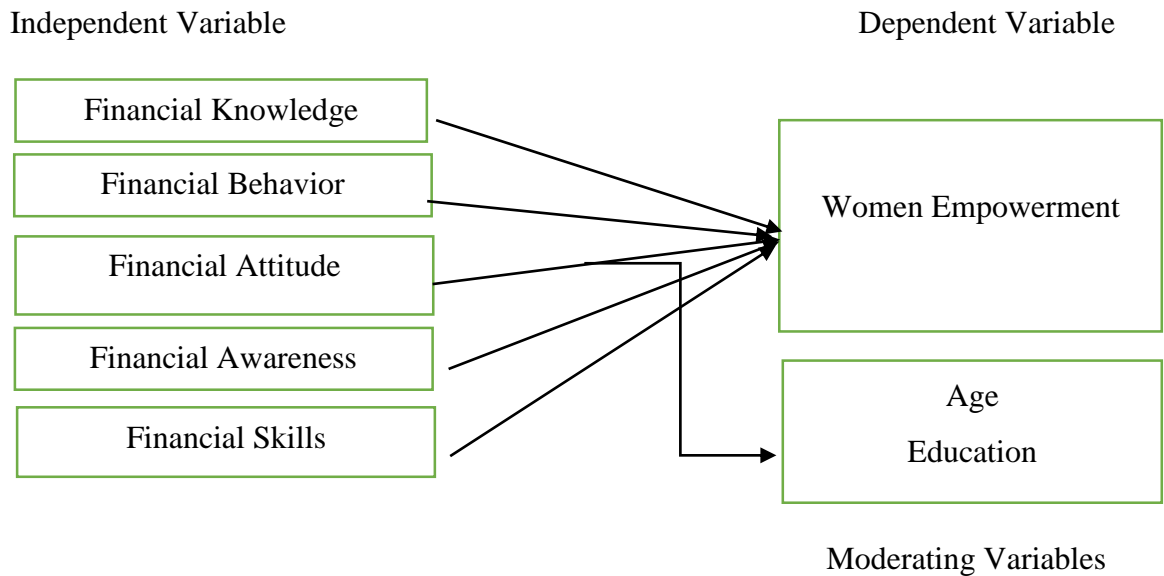 Independent Variable
Dependent Variable
Financial Knowledge
Financial Behavior
Financial Attitude
Financial Awareness
Financial Skills
Women Empowerment
Age
Education
Moderating Variables